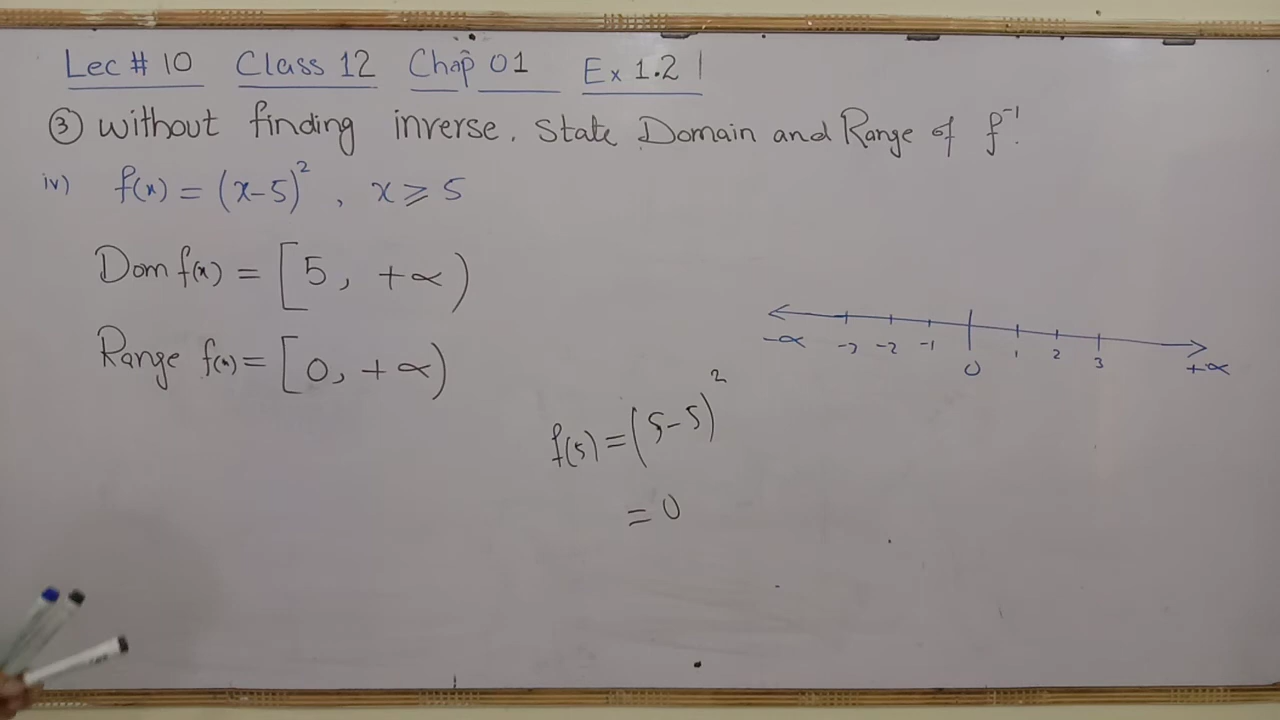 Lec # 10 Class 12 Chap 01 Ex 1.2
③ without finding inverse. State Domain and Range of f⁻¹.
iv) f(x) = (x-5)², x ⩾ 5
Dom f(x) = [5, +∝)
Range f(x) = [0, +∝)
-∝ -3 -2 -1 0 1 2 3 +∝
f(5) = (5-5)²
= 0